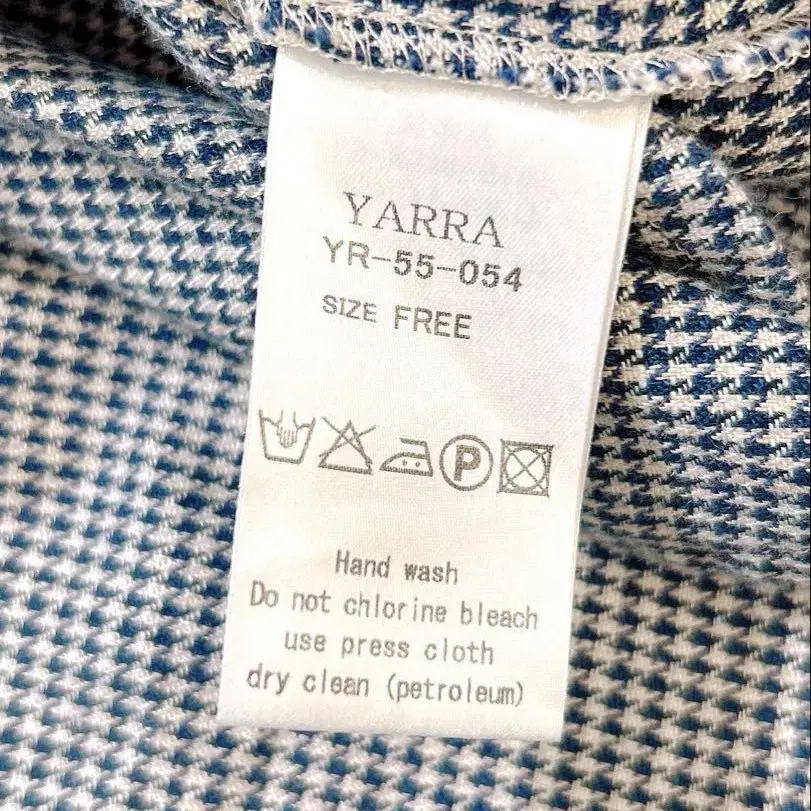 YARRA
YR-55-054
SIZE FREE
P
Hand wash
Do not chlorine bleach
use press cloth
dry clean (petroleum)